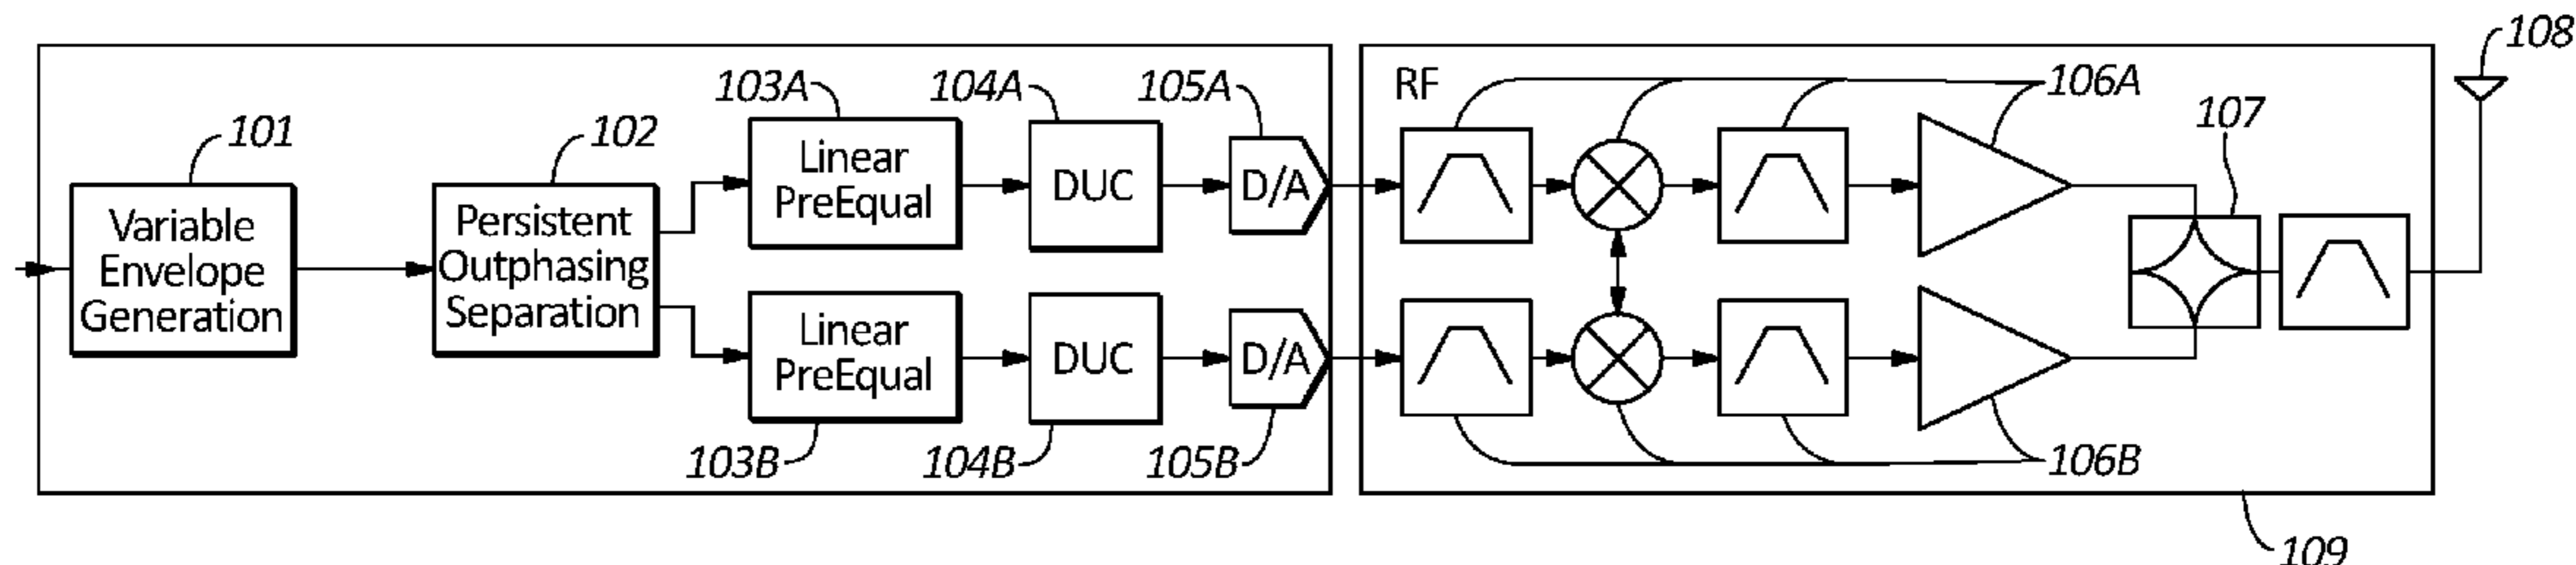 108
103A
104A
105A
RF
106A
107
101
102
Linear
PreEqual
DUC
D/A
Variable
Envelope
Generation
Persistent
Outphasing
Separation
Linear
PreEqual
DUC
D/A
103B
104B
105B
106B
109